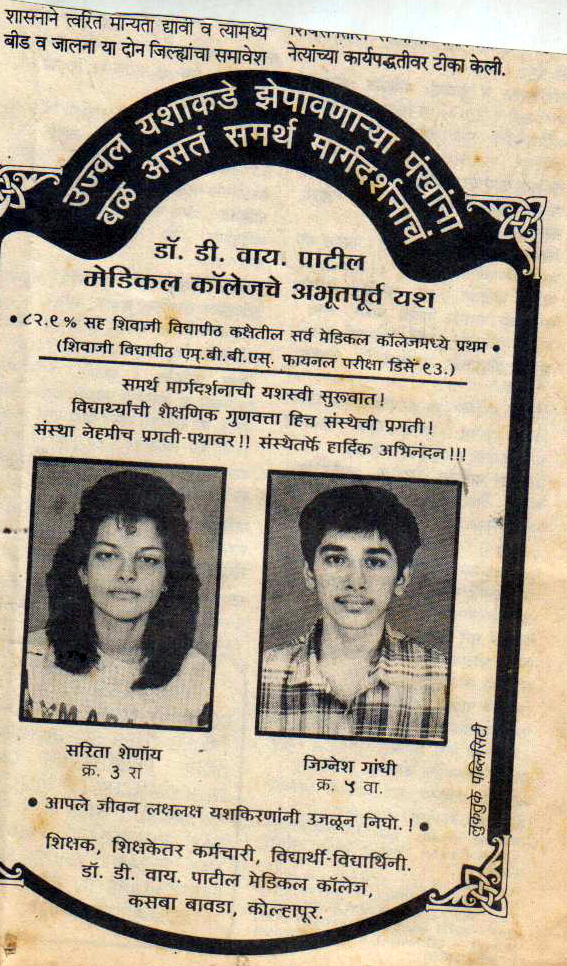 शासनाने त्वरित मान्यता द्यावी व त्यामध्ये
बीड व जालना या दोन जिल्ह्यांचा समावेश
नेत्यांच्या कार्यपद्धतीवर टीका केली.
उज्वल यशाकडे झेपावणाऱ्या पंखांना
बळ असतं समर्थ मार्गदर्शनाचं
डॉ. डी. वाय. पाटील
मेडिकल कॉलेजचे अभूतपूर्व यश
• ८२.९ % सह शिवाजी विद्यापीठ कक्षेतील सर्व मेडिकल कॉलेजमध्ये प्रथम •
(शिवाजी विद्यापीठ एम्.बी.बी.एस्. फायनल परीक्षा डिसें ९३.)
समर्थ मार्गदर्शनाची यशस्वी सुरूवात!
विद्यार्थ्यांची शैक्षणिक गुणवत्ता हिच संस्थेची प्रगती!
संस्था नेहमीच प्रगती-पथावर!! संस्थेतर्फे हार्दिक अभिनंदन!!!
सरिता शेणॉय
क्र. ३ रा
जिग्नेश गांधी
क्र. ५ वा.
• आपले जीवन लक्षलक्ष यशकिरणांनी उजळून निघो.! •
शिक्षक, शिक्षकेतर कर्मचारी, विद्यार्थी-विद्यार्थिनी.
डॉ. डी. वाय. पाटील मेडिकल कॉलेज,
कसबा बावडा, कोल्हापूर.
लुकतुके पब्लिसिटी